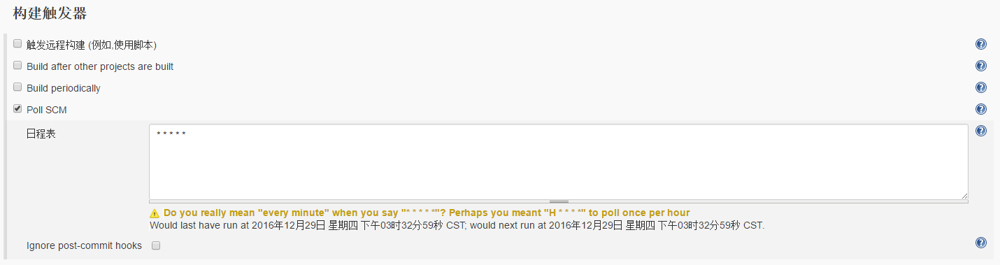 构建触发器
触发远程构建 (例如,使用脚本)
Build after other projects are built
Build periodically
Poll SCM
日程表
* * * * *
Do you really mean "every minute" when you say "* * * * *"? Perhaps you meant "H * * * *" to poll once per hour
Would last have run at 2016年12月29日 星期四 下午03时32分59秒 CST; would next run at 2016年12月29日 星期四 下午03时32分59秒 CST.
Ignore post-commit hooks